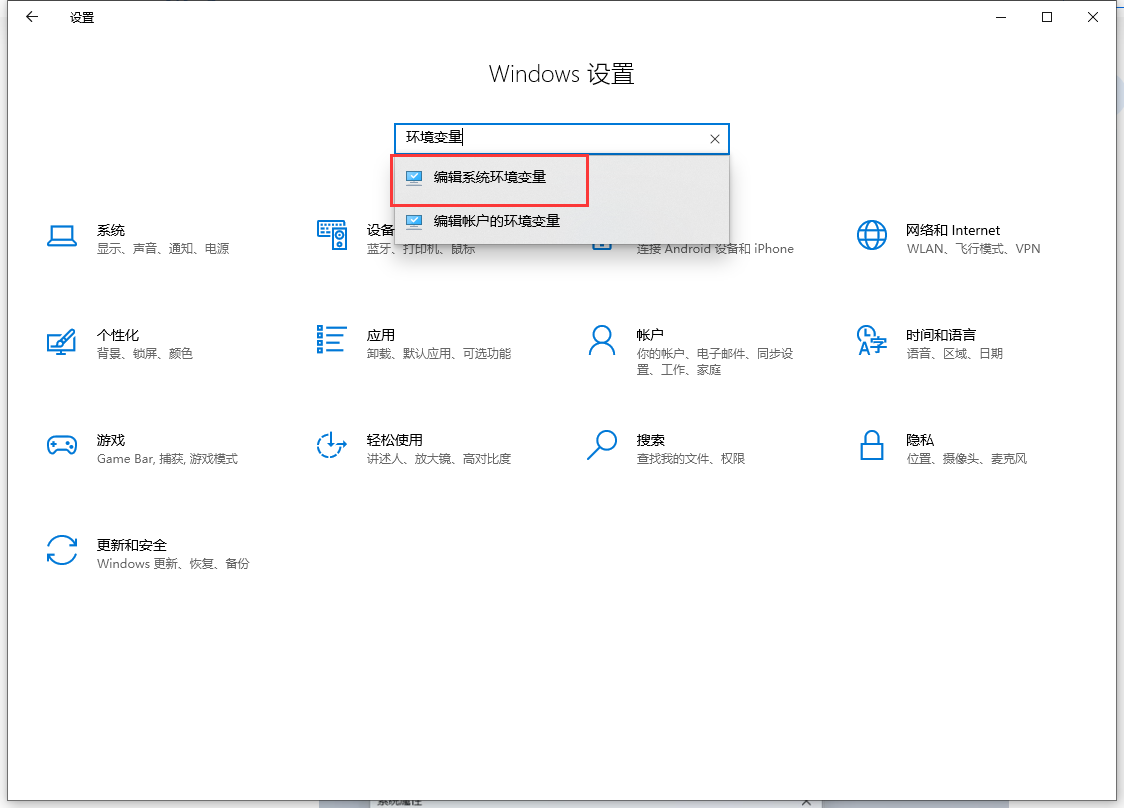 设置
Windows 设置
环境变量
编辑系统环境变量
编辑帐户的环境变量
系统
显示、声音、通知、电源
设备
蓝牙、打印机、鼠标
连接 Android 设备和 iPhone
网络和 Internet
WLAN、飞行模式、VPN
个性化
背景、锁屏、颜色
应用
卸载、默认应用、可选功能
帐户
你的帐户、电子邮件、同步设
置、工作、家庭
时间和语言
语音、区域、日期
游戏
Game Bar, 捕获, 游戏模式
轻松使用
讲述人、放大镜、高对比度
搜索
查找我的文件、权限
隐私
位置、摄像头、麦克风
更新和安全
Windows 更新、恢复、备份
系统属性